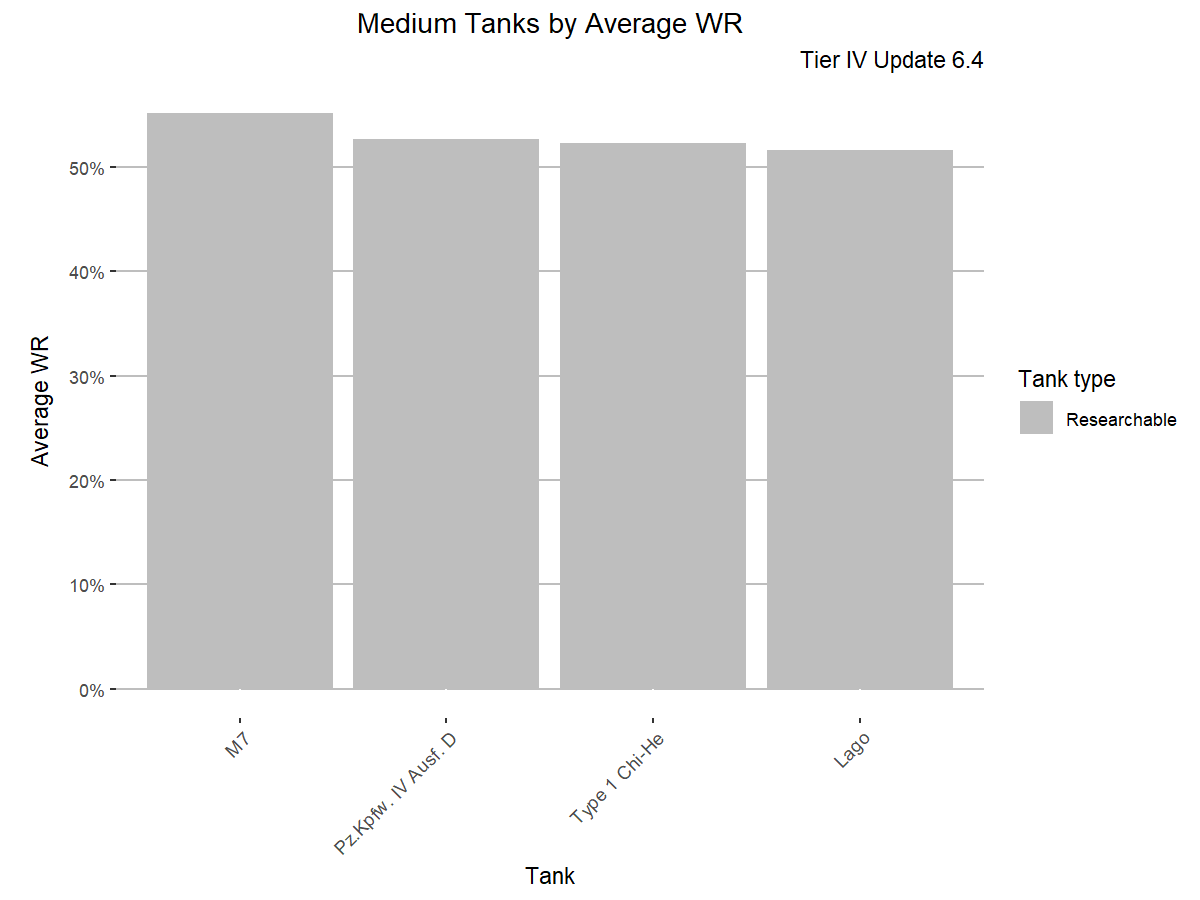 Medium Tanks by Average WR
Tier IV Update 6.4
Average WR
50%
40%
30%
20%
10%
0%
M7
Pz.Kpfw. IV Ausf. D
Type 1 Chi-He
Lago
Tank
Tank type
Researchable